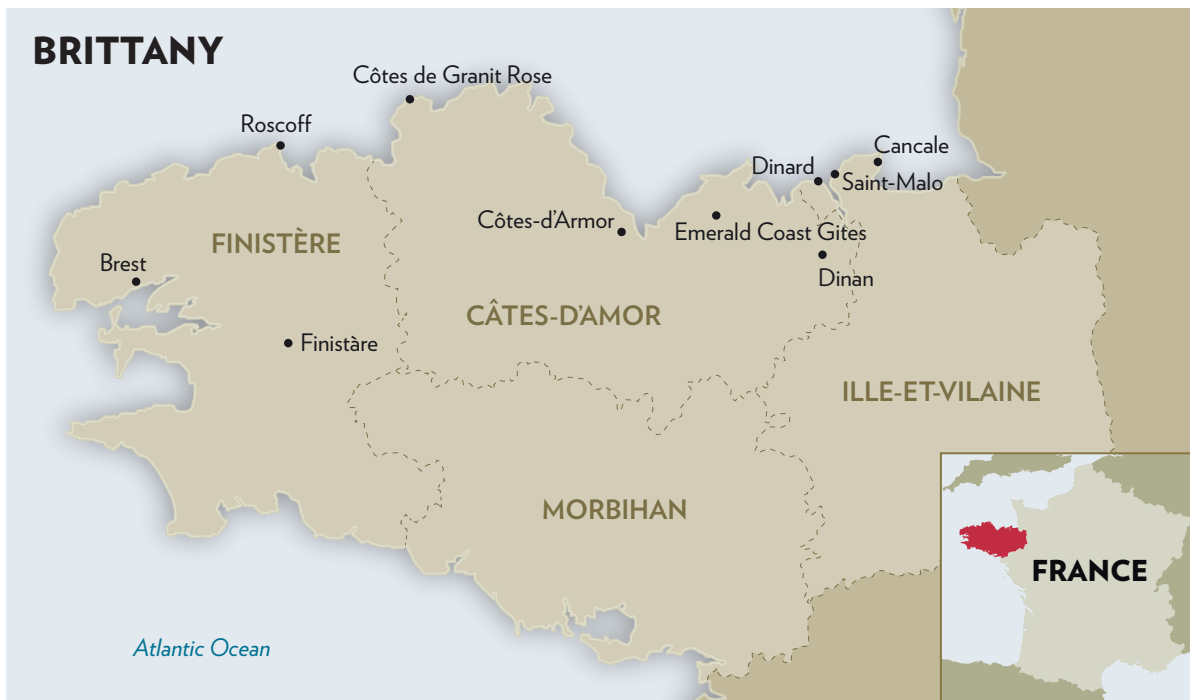 BRITTANY
Côtes de Granit Rose
Roscoff
Cancale
Dinard
Saint-Malo
Côtes-d'Armor
Emerald Coast Gites
FINISTÈRE
Brest
Dinan
CÂTES-D'AMOR
Finistàre
ILLE-ET-VILAINE
MORBIHAN
FRANCE
Atlantic Ocean